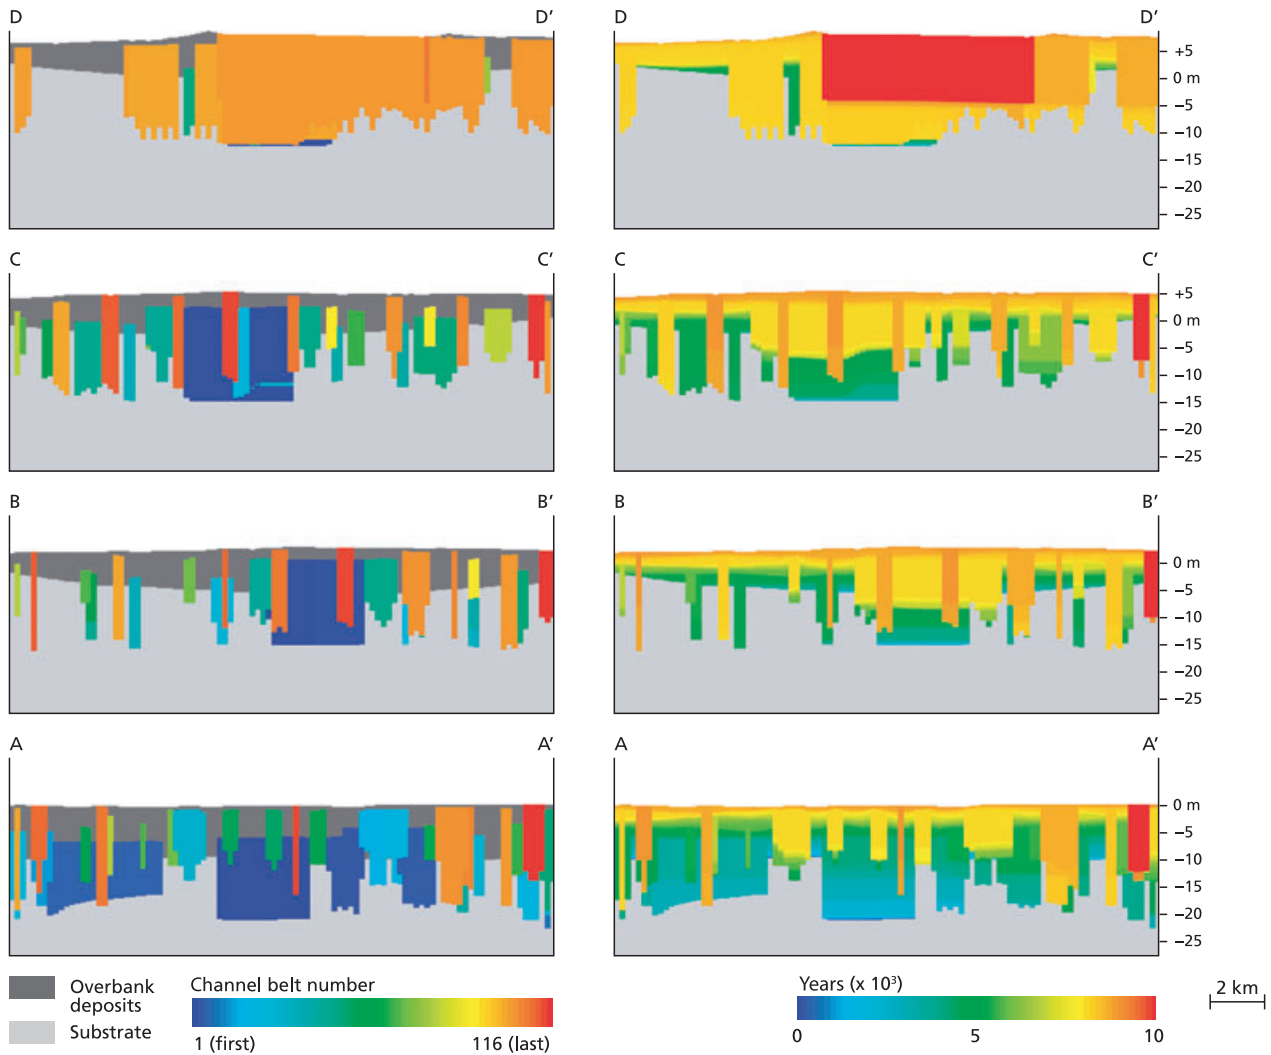 D D′ D D′
+5
0 m
−5
−10
−15
−20
−25
C C′ C C′
+5
0 m
−5
−10
−15
−20
−25
B B′ B B′
0 m
−5
−10
−15
−20
−25
A A′ A A′
0 m
−5
−10
−15
−20
−25
Overbank
deposits
Substrate
Channel belt number
1 (first) 116 (last)
Years (x 10³)
0 5 10
2 km